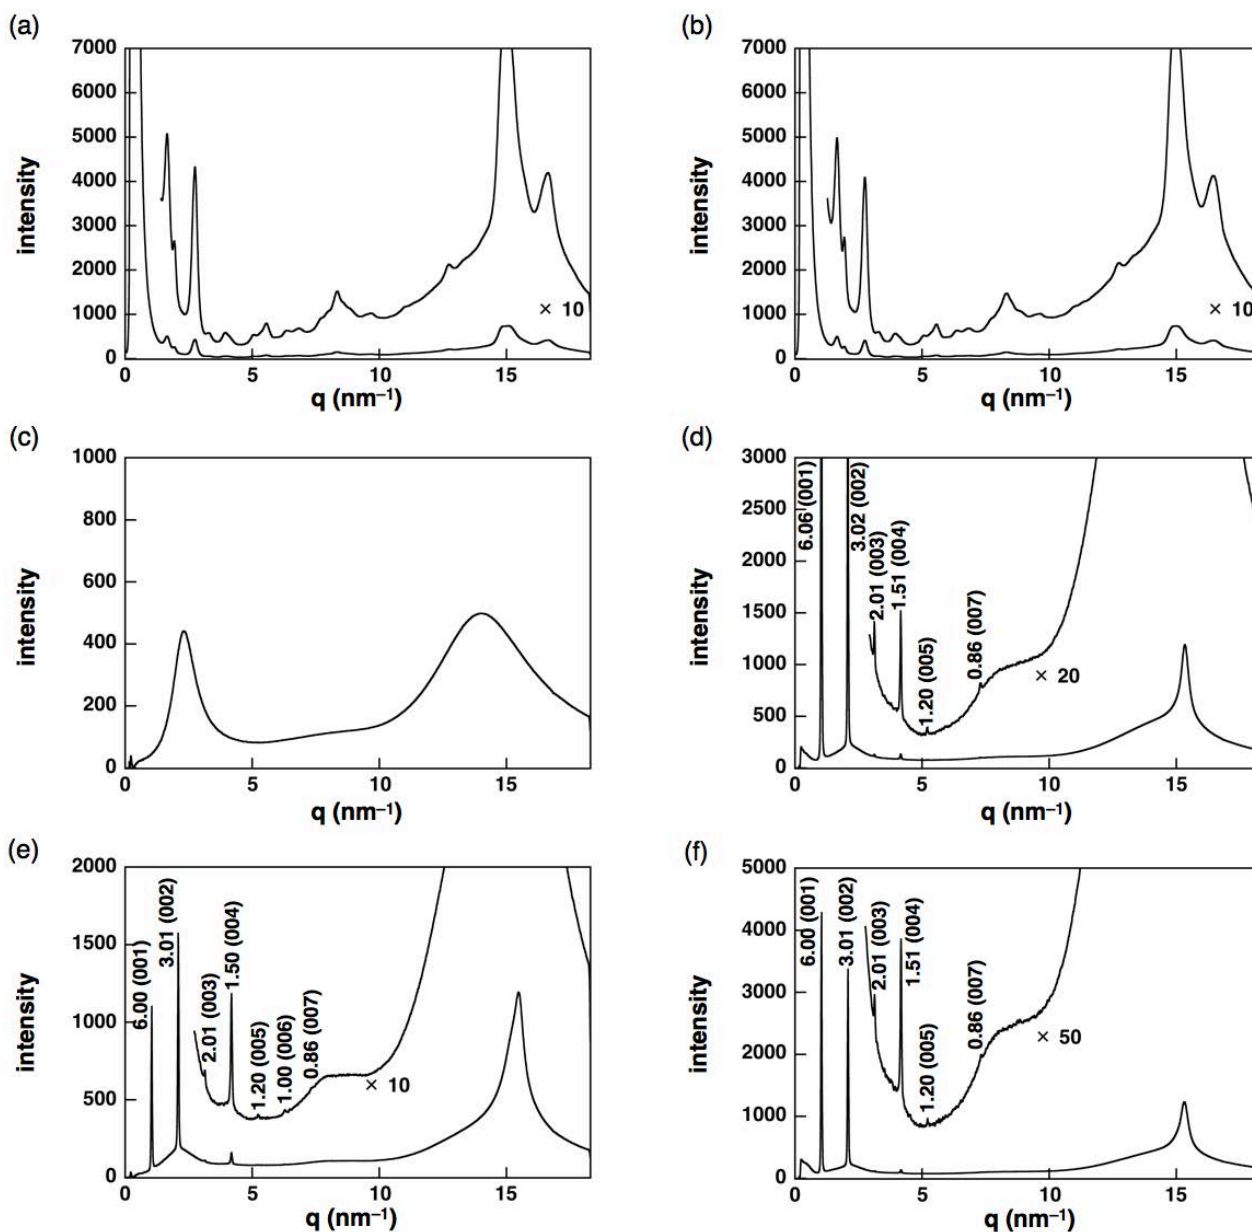 (a)
7000
6000
5000
4000
3000
2000
1000
0
intensity
× 10
0 5 10 15
q (nm⁻¹)
(b)
7000
6000
5000
4000
3000
2000
1000
0
intensity
× 10
0 5 10 15
q (nm⁻¹)
(c)
1000
800
600
400
200
0
intensity
0 5 10 15
q (nm⁻¹)
(d)
3000
2500
2000
1500
1000
500
0
intensity
6.06 (001)
3.02 (002)
2.01 (003)
1.51 (004)
1.20 (005)
0.86 (007)
× 20
0 5 10 15
q (nm⁻¹)
(e)
2000
1500
1000
500
0
intensity
6.00 (001)
3.01 (002)
2.01 (003)
1.50 (004)
1.20 (005)
1.00 (006)
0.86 (007)
× 10
0 5 10 15
q (nm⁻¹)
(f)
5000
4000
3000
2000
1000
0
intensity
6.00 (001)
3.01 (002)
2.01 (003)
1.51 (004)
1.20 (005)
0.86 (007)
× 50
0 5 10 15
q (nm⁻¹)